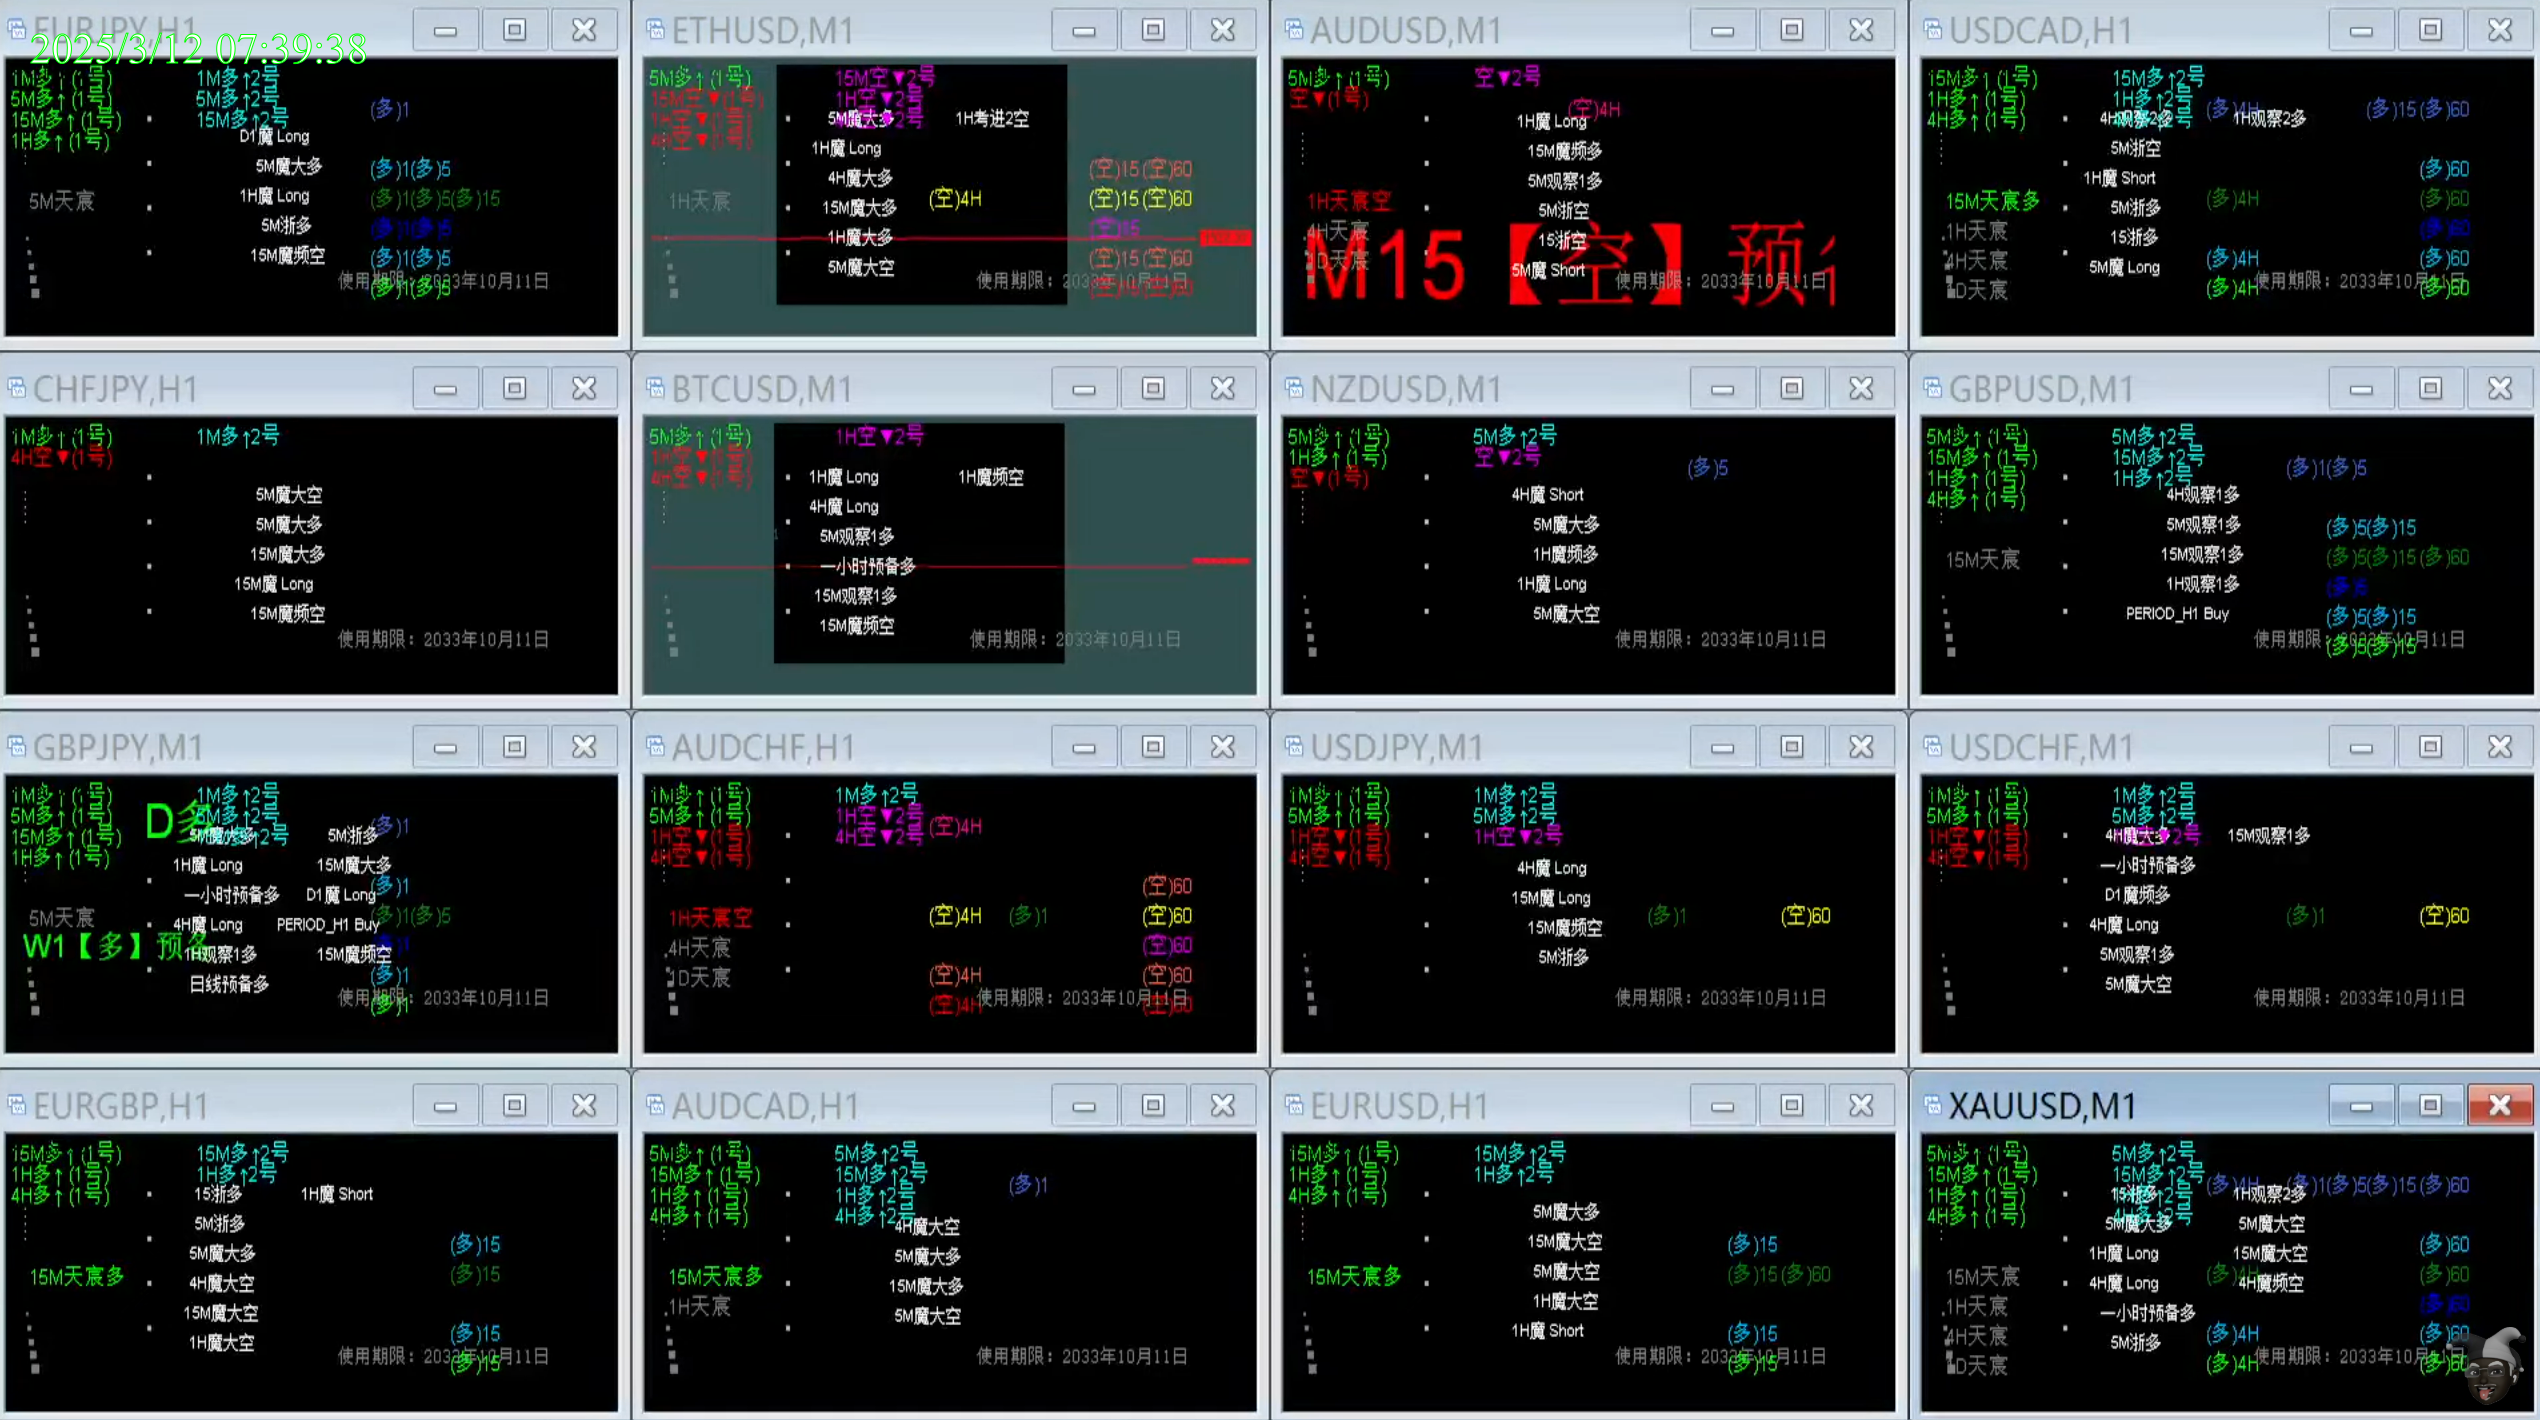 EURJPY,H1
2025/3/12 07:39:38
1M多↑(1号) 1M多↑2号
5M多↑(1号) 5M多↑2号 (多)1
15M多↑(1号) 15M多↑2号
1H多↑(1号) D1魔 Long
5M魔大多 (多)1(多)5
5M天宸 1H魔 Long (多)1(多)5(多)15
5M浙多 (多)1(多)5
15M魔频空 (多)1(多)5
使用期限：2033年10月11日
(多)1(多)5
ETHUSD,M1
5M多↑(1号) 15M空▼2号
15M空▼(1号) 1H空▼2号
1H空▼(1号) 5M魔大多 1H考进2空
4H空▼(1号)
1H魔 Long
4H魔大多 (空)15(空)60
1H天宸 15M魔大多 (空)4H (空)15(空)60
1H魔大多 (空)15
5M魔大空 (空)15(空)60
使用期限：2033年10月11日
(空)15(空)60
AUDUSD,M1
5M多↑(1号) 空▼2号
空▼(1号) (空)4H
1H魔 Long
15M魔频多
5M观察1多
1H天宸空 5M浙空
4H天宸 15浙空
1D天宸 5M魔 Short
M15【空】预
使用期限：2033年10月11日
USDCAD,H1
15M多↑(1号) 15M多↑2号
1H多↑(1号) 1H多↑2号 (多)4H (多)15(多)60
4H多↑(1号) 4H观察2多 1H观察2多
5M浙空
1H魔 Short (多)60
15M天宸多 5M浙多 (多)4H (多)60
1H天宸 15浙多 (多)60
4H天宸 5M魔 Long (多)4H (多)60
1D天宸 (多)4H (多)60
使用期限：2033年10月11日
CHFJPY,H1
1M多↑(1号) 1M多↑2号
4H空▼(1号)
5M魔大空
5M魔大多
15M魔大多
15M魔 Long
15M魔频空
使用期限：2033年10月11日
BTCUSD,M1
5M多↑(1号) 1H空▼2号
1H空▼(1号)
4H空▼(1号) 1H魔 Long 1H魔频空
4H魔 Long
5M观察1多
一小时预备多
15M观察1多
15M魔频空
使用期限：2033年10月11日
NZDUSD,M1
5M多↑(1号) 5M多↑2号
1H多↑(1号) 空▼2号 (多)5
空▼(1号)
4H魔 Short
5M魔大多
1H魔频多
1H魔 Long
5M魔大空
使用期限：2033年10月11日
GBPUSD,M1
5M多↑(1号) 5M多↑2号
15M多↑(1号) 15M多↑2号 (多)1(多)5
1H多↑(1号) 1H多↑2号
4H多↑(1号) 4H观察1多
5M观察1多 (多)5(多)15
15M天宸 15M观察1多 (多)5(多)15(多)60
1H观察1多 (多)5
PERIOD_H1 Buy (多)5(多)15
使用期限：2033年10月11日
(多)5(多)15
GBPJPY,M1
1M多↑(1号) 1M多↑2号
5M多↑(1号) D多 5M多↑2号 (多)1
15M多↑(1号) 5M魔大多 5M浙多
1H多↑(1号) 1H魔 Long 15M魔大多
一小时预备多 D1魔 Long (多)1
5M天宸 4H魔 Long PERIOD_H1 Buy (多)1(多)5
W1【多】预备 1H观察1多 15M魔频空 (多)1
日线预备多 (多)1
使用期限：2033年10月11日
(多)1
AUDCHF,H1
1M多↑(1号) 1M多↑2号
5M多↑(1号) 1H空▼2号 (空)4H
1H空▼(1号) 4H空▼2号
4H空▼(1号)
(空)60
1H天宸空 (空)4H (多)1 (空)60
4H天宸 (空)60
1D天宸 (空)4H (空)60
(空)4H (空)60
使用期限：2033年10月11日
USDJPY,M1
1M多↑(1号) 1M多↑2号
5M多↑(1号) 5M多↑2号
1H空▼(1号) 1H空▼2号
4H空▼(1号) 4H魔 Long
15M魔 Long (多)1 (空)60
15M魔频空
5M浙多
使用期限：2033年10月11日
USDCHF,M1
1M多↑(1号) 1M多↑2号
5M多↑(1号) 5M多↑2号
1H空▼(1号) 4H魔大多 15M观察1多
4H空▼(1号) 一小时预备多
D1魔频多
4H魔 Long (多)1 (空)60
5M观察1多
5M魔大空
使用期限：2033年10月11日
EURGBP,H1
15M多↑(1号) 15M多↑2号
1H多↑(1号) 1H多↑2号
4H多↑(1号) 15浙多 1H魔 Short
5M浙多
5M魔大多 (多)15
15M天宸多 4H魔大空 (多)15
15M魔大空
1H魔大空 (多)15
使用期限：2033年10月11日
(多)15
AUDCAD,H1
5M多↑(1号) 5M多↑2号
15M多↑(1号) 15M多↑2号 (多)1
1H多↑(1号) 1H多↑2号
4H多↑(1号) 4H多↑2号
4H魔大空
5M魔大多
15M天宸多 15M魔大多
1H天宸 5M魔大空
使用期限：2033年10月11日
EURUSD,H1
15M多↑(1号) 15M多↑2号
1H多↑(1号) 1H多↑2号
4H多↑(1号)
5M魔大多
15M魔大空 (多)15
15M天宸多 5M魔大空 (多)15(多)60
1H魔大空
1H魔 Short (多)15
使用期限：2033年10月11日
(多)15
XAUUSD,M1
5M多↑(1号) 5M多↑2号
15M多↑(1号) 15M多↑2号 (多)4H (多)1(多)5(多)15(多)60
1H多↑(1号) 15浙多 1H观察2多
4H多↑(1号) 4H多↑2号
5M魔大多 5M魔大空
1H魔 Long 15M魔大空 (多)60
15M天宸 4H魔 Long (多)4H 4H魔频空 (多)60
1H天宸 一小时预备多 (多)60
4H天宸 5M浙多 (多)4H (多)60
1D天宸 (多)4H (多)60
使用期限：2033年10月11日